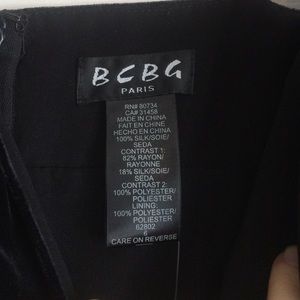 BCBG
PARIS
RN# 80734
CA# 31458
MADE IN CHINA
FAIT EN CHINE
HECHO EN CHINA
100% SILK/SOIE/
SEDA
CONTRAST 1:
82% RAYON/
RAYONNE
18% SILK/SOIE/
SEDA
CONTRAST 2:
100% POLYESTER/
POLIESTER
LINING:
100% POLYESTER/
POLIESTER
62802
6
CARE ON REVERSE